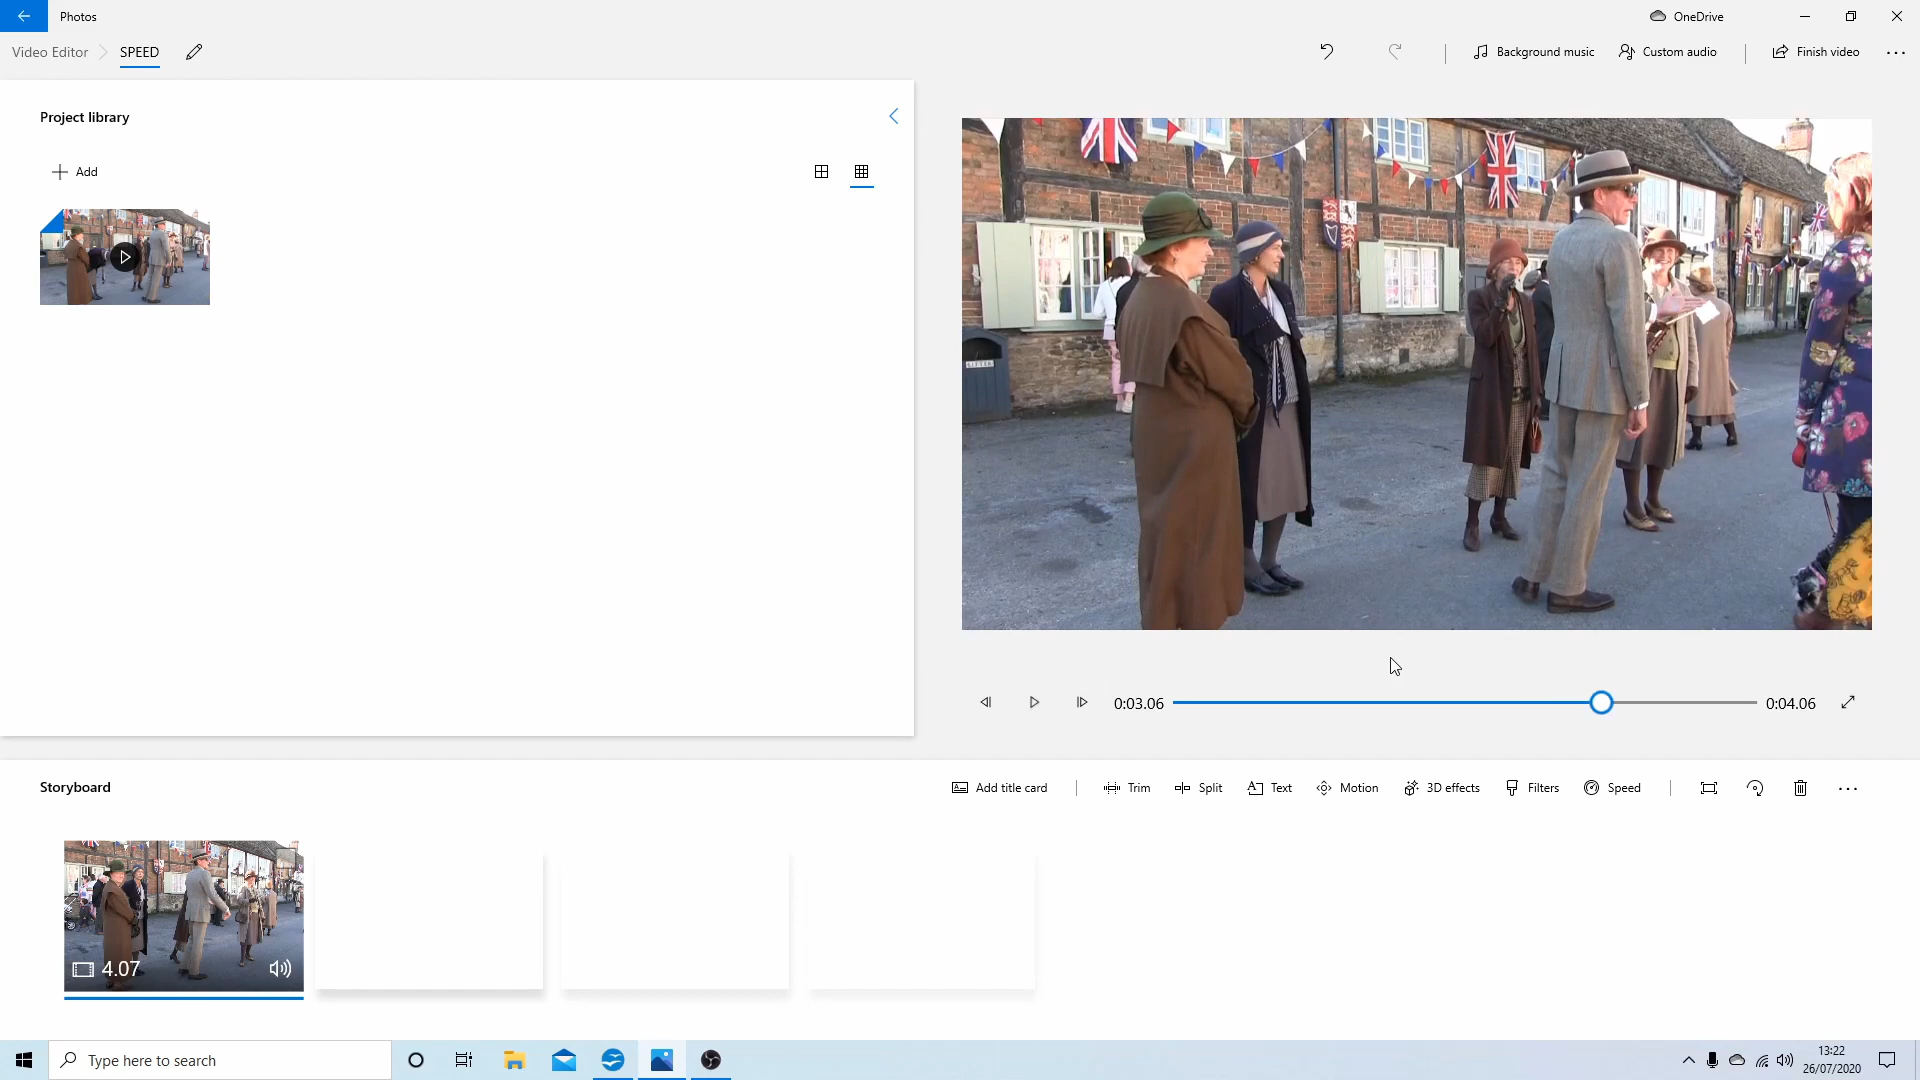 Photos
OneDrive
Video Editor
SPEED
Background music
Custom audio
Finish video
Project library
Add
LITTER
0:03.06
0:04.06
Storyboard
Add title card
Trim
Split
Text
Motion
3D effects
Filters
Speed
4.07
Type here to search
13:22
26/07/2020